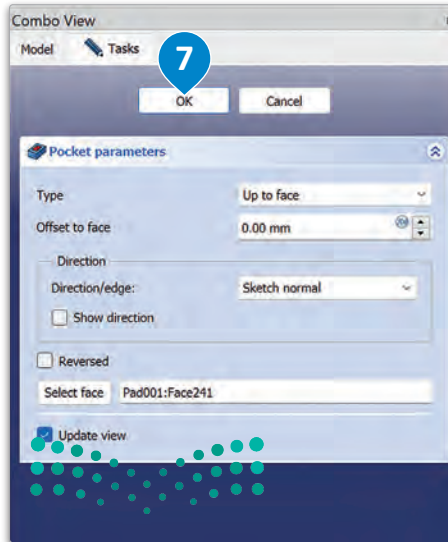 Combo View
Model Tasks
7
OK Cancel
Pocket parameters
Type Up to face
Offset to face 0.00 mm
Direction
Direction/edge: Sketch normal
Show direction
Reversed
Select face Pad001:Face241
Update view